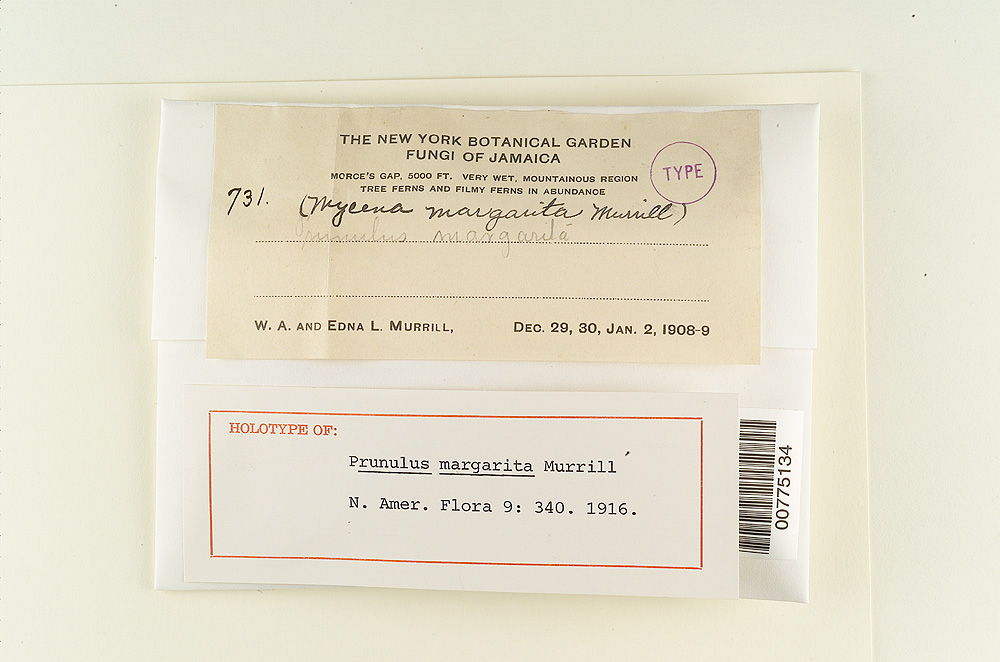 THE NEW YORK BOTANICAL GARDEN
FUNGI OF JAMAICA
MORCE'S GAP, 5000 FT. VERY WET, MOUNTAINOUS REGION
TREE FERNS AND FILMY FERNS IN ABUNDANCE
TYPE
731. (Mycena margarita Murrill)
Prunulus margarita
W. A. AND EDNA L. MURRILL, DEC. 29, 30, JAN. 2, 1908-9
HOLOTYPE OF:
Prunulus margarita Murrill
N. Amer. Flora 9: 340. 1916.
00775134